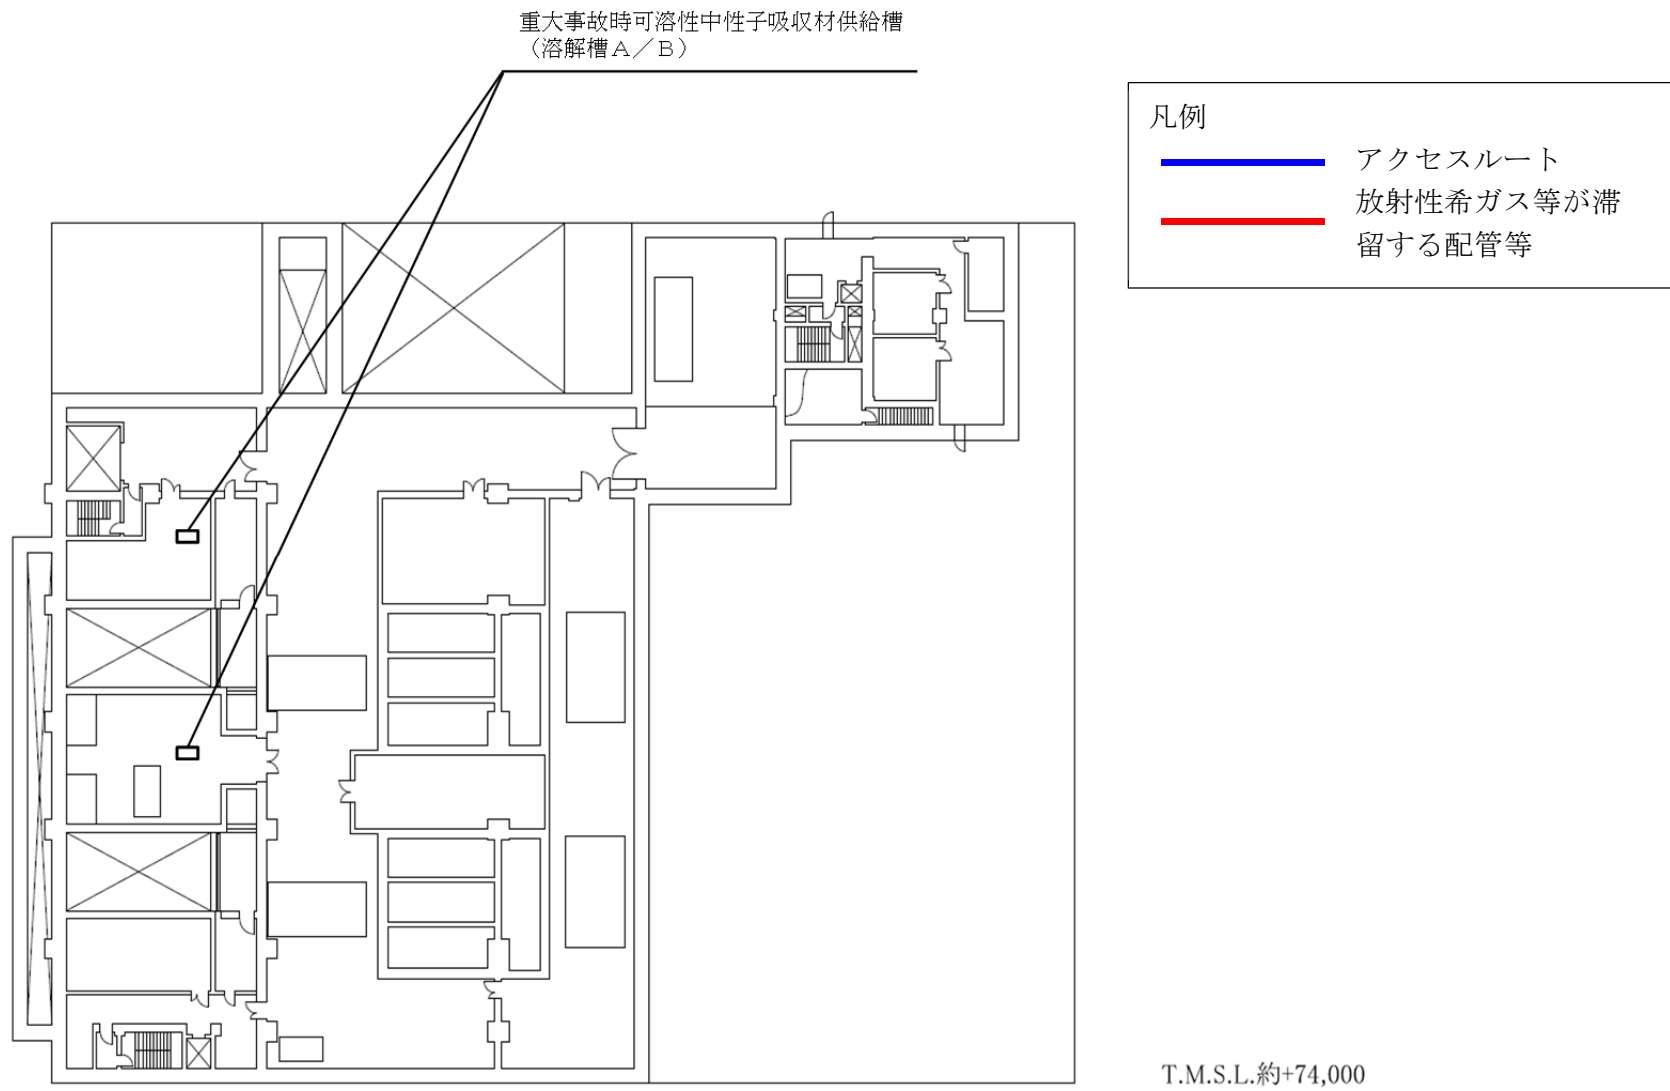 重大事故時可溶性中性子吸収材供給槽
（溶解槽Ａ／Ｂ）
凡例
アクセスルート
放射性希ガス等が滞
留する配管等
T.M.S.L.約+74,000